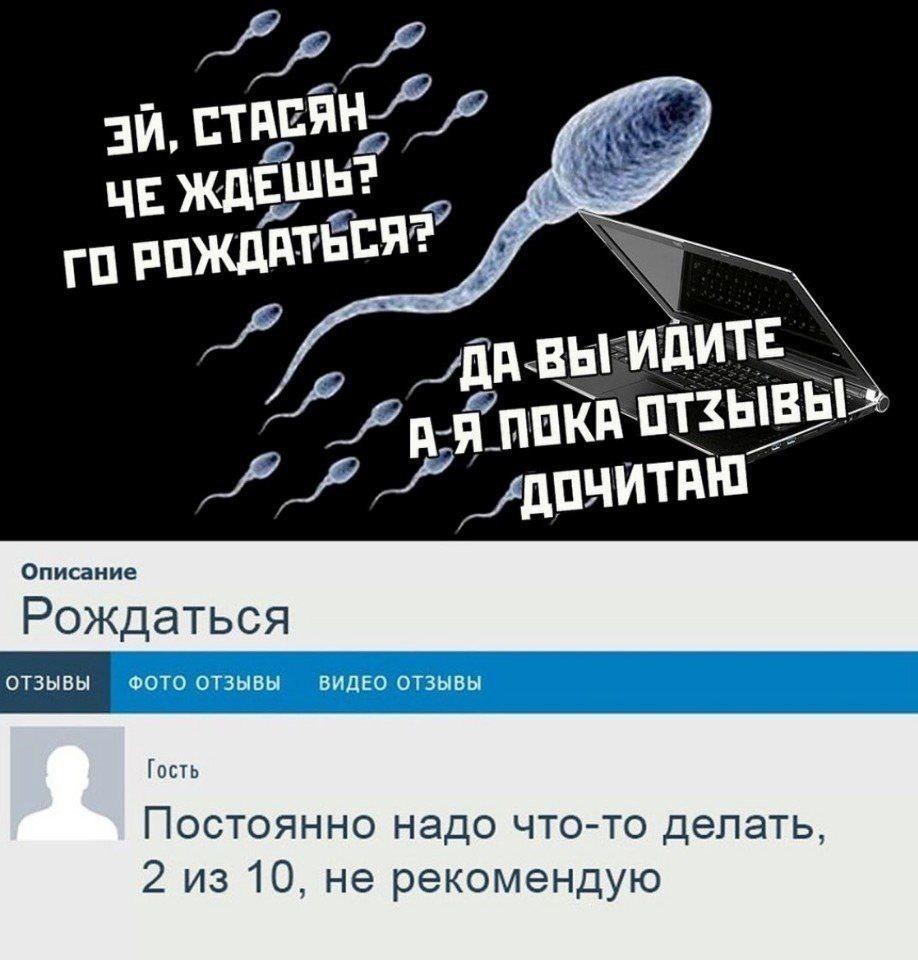 ЭЙ, СТАСЯН
ЧЕ ЖДЕШЬ?
ГО РОЖДАТЬСЯ?
ДА ВЫ ИДИТЕ
А Я ПОКА ОТЗЫВЫ
ДОЧИТАЮ
Описание
Рождаться
ОТЗЫВЫ ФОТО ОТЗЫВЫ ВИДЕО ОТЗЫВЫ
Гость
Постоянно надо что-то делать,
2 из 10, не рекомендую